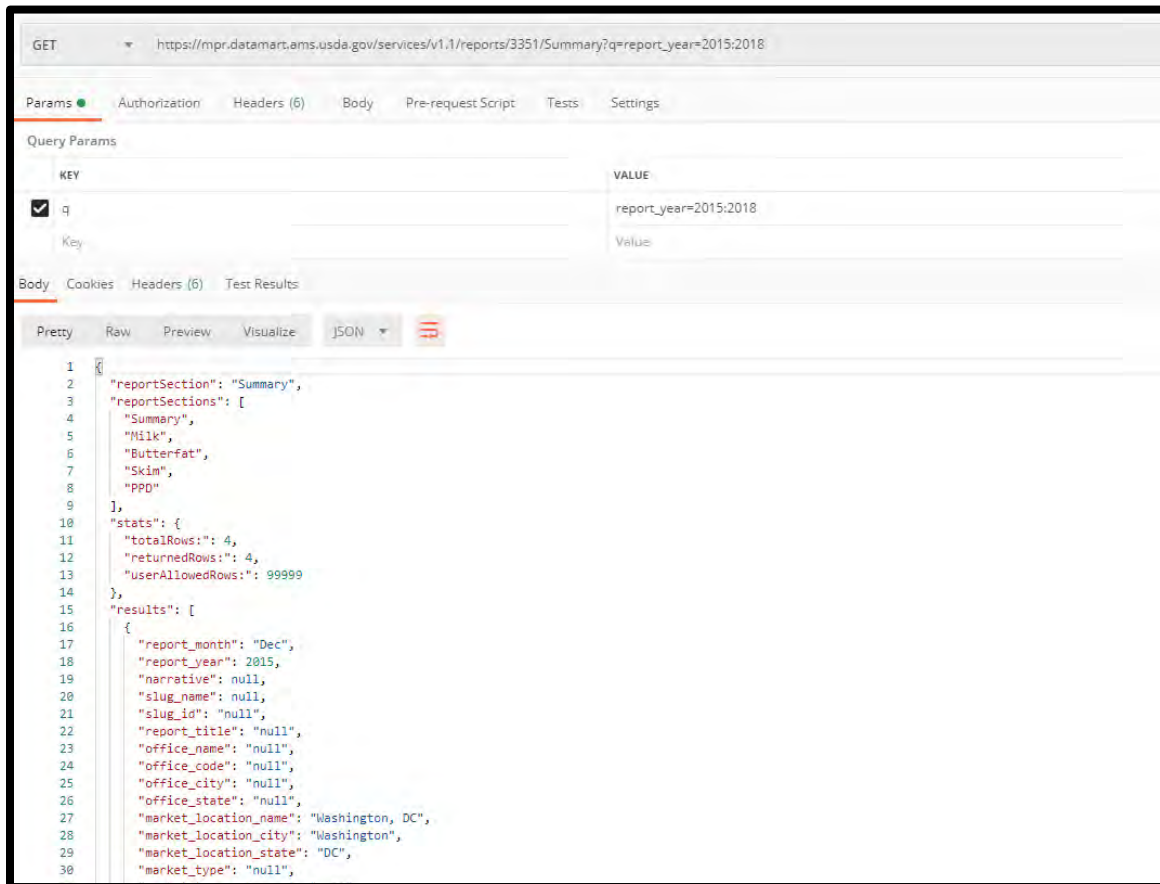 GET https://mpr.datamart.ams.usda.gov/services/v1.1/reports/3351/Summary?q=report_year=2015:2018
Params Authorization Headers (6) Body Pre-request Script Tests Settings
Query Params
KEY VALUE
q report_year=2015:2018
Key Value
Body Cookies Headers (6) Test Results
Pretty Raw Preview Visualize JSON
1 {
2 "reportSection": "Summary",
3 "reportSections": [
4 "Summary",
5 "Milk",
6 "Butterfat",
7 "Skim",
8 "PPD"
9 ],
10 "stats": {
11 "totalRows:": 4,
12 "returnedRows:": 4,
13 "userAllowedRows:": 99999
14 },
15 "results": [
16 {
17 "report_month": "Dec",
18 "report_year": 2015,
19 "narrative": null,
20 "slug_name": null,
21 "slug_id": "null",
22 "report_title": "null",
23 "office_name": "null",
24 "office_code": "null",
25 "office_city": "null",
26 "office_state": "null",
27 "market_location_name": "Washington, DC",
28 "market_location_city": "Washington",
29 "market_location_state": "DC",
30 "market_type": "null",